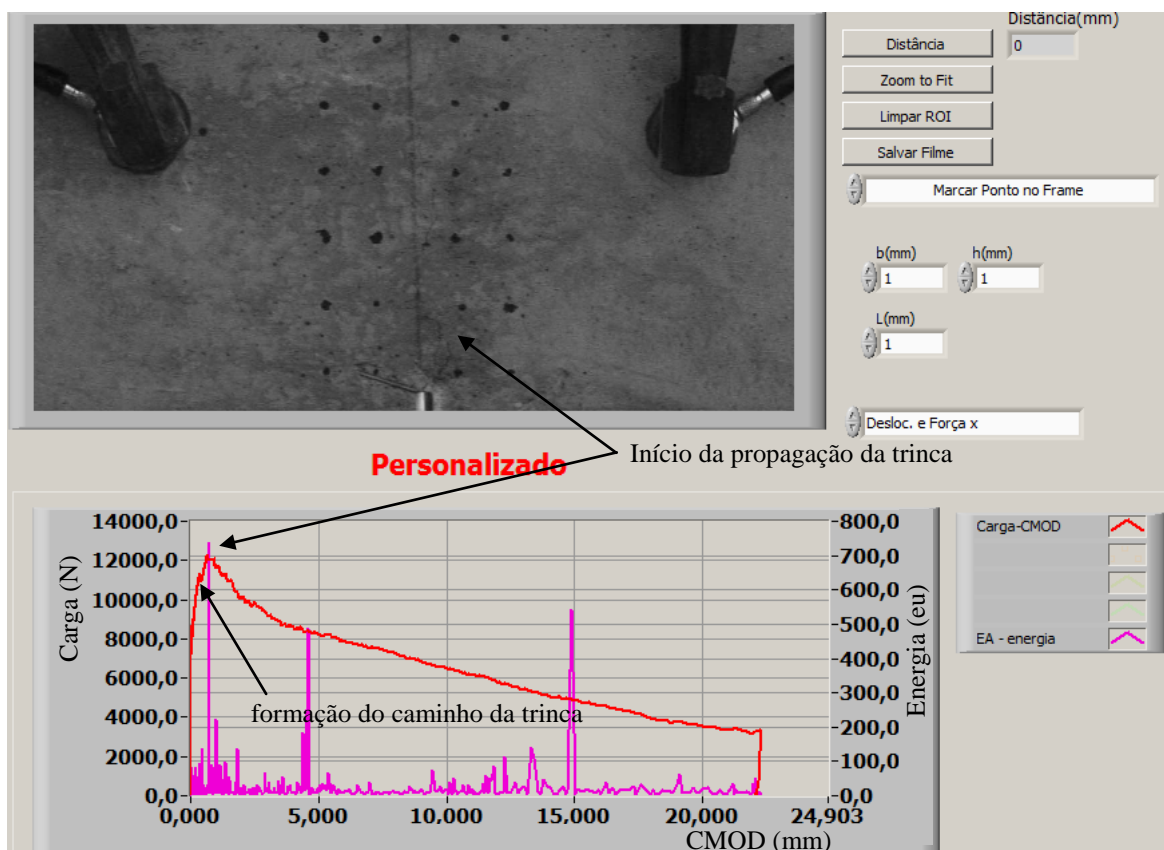 Distância(mm)
Distância
0
Zoom to Fit
Limpar ROI
Salvar Filme
Marcar Ponto no Frame
b(mm)
h(mm)
1
1
L(mm)
1
Desloc. e Força x
Início da propagação da trinca
Personalizado
14000,0
12000,0
10000,0
8000,0
6000,0
4000,0
2000,0
0,0
Carga (N)
formação do caminho da trinca
800,0
700,0
600,0
500,0
400,0
300,0
200,0
100,0
0,0
Energia (eu)
0,000
5,000
10.000
15.000
20,000
24,903
CMOD (mm)
Carga-CMOD
EA - energia